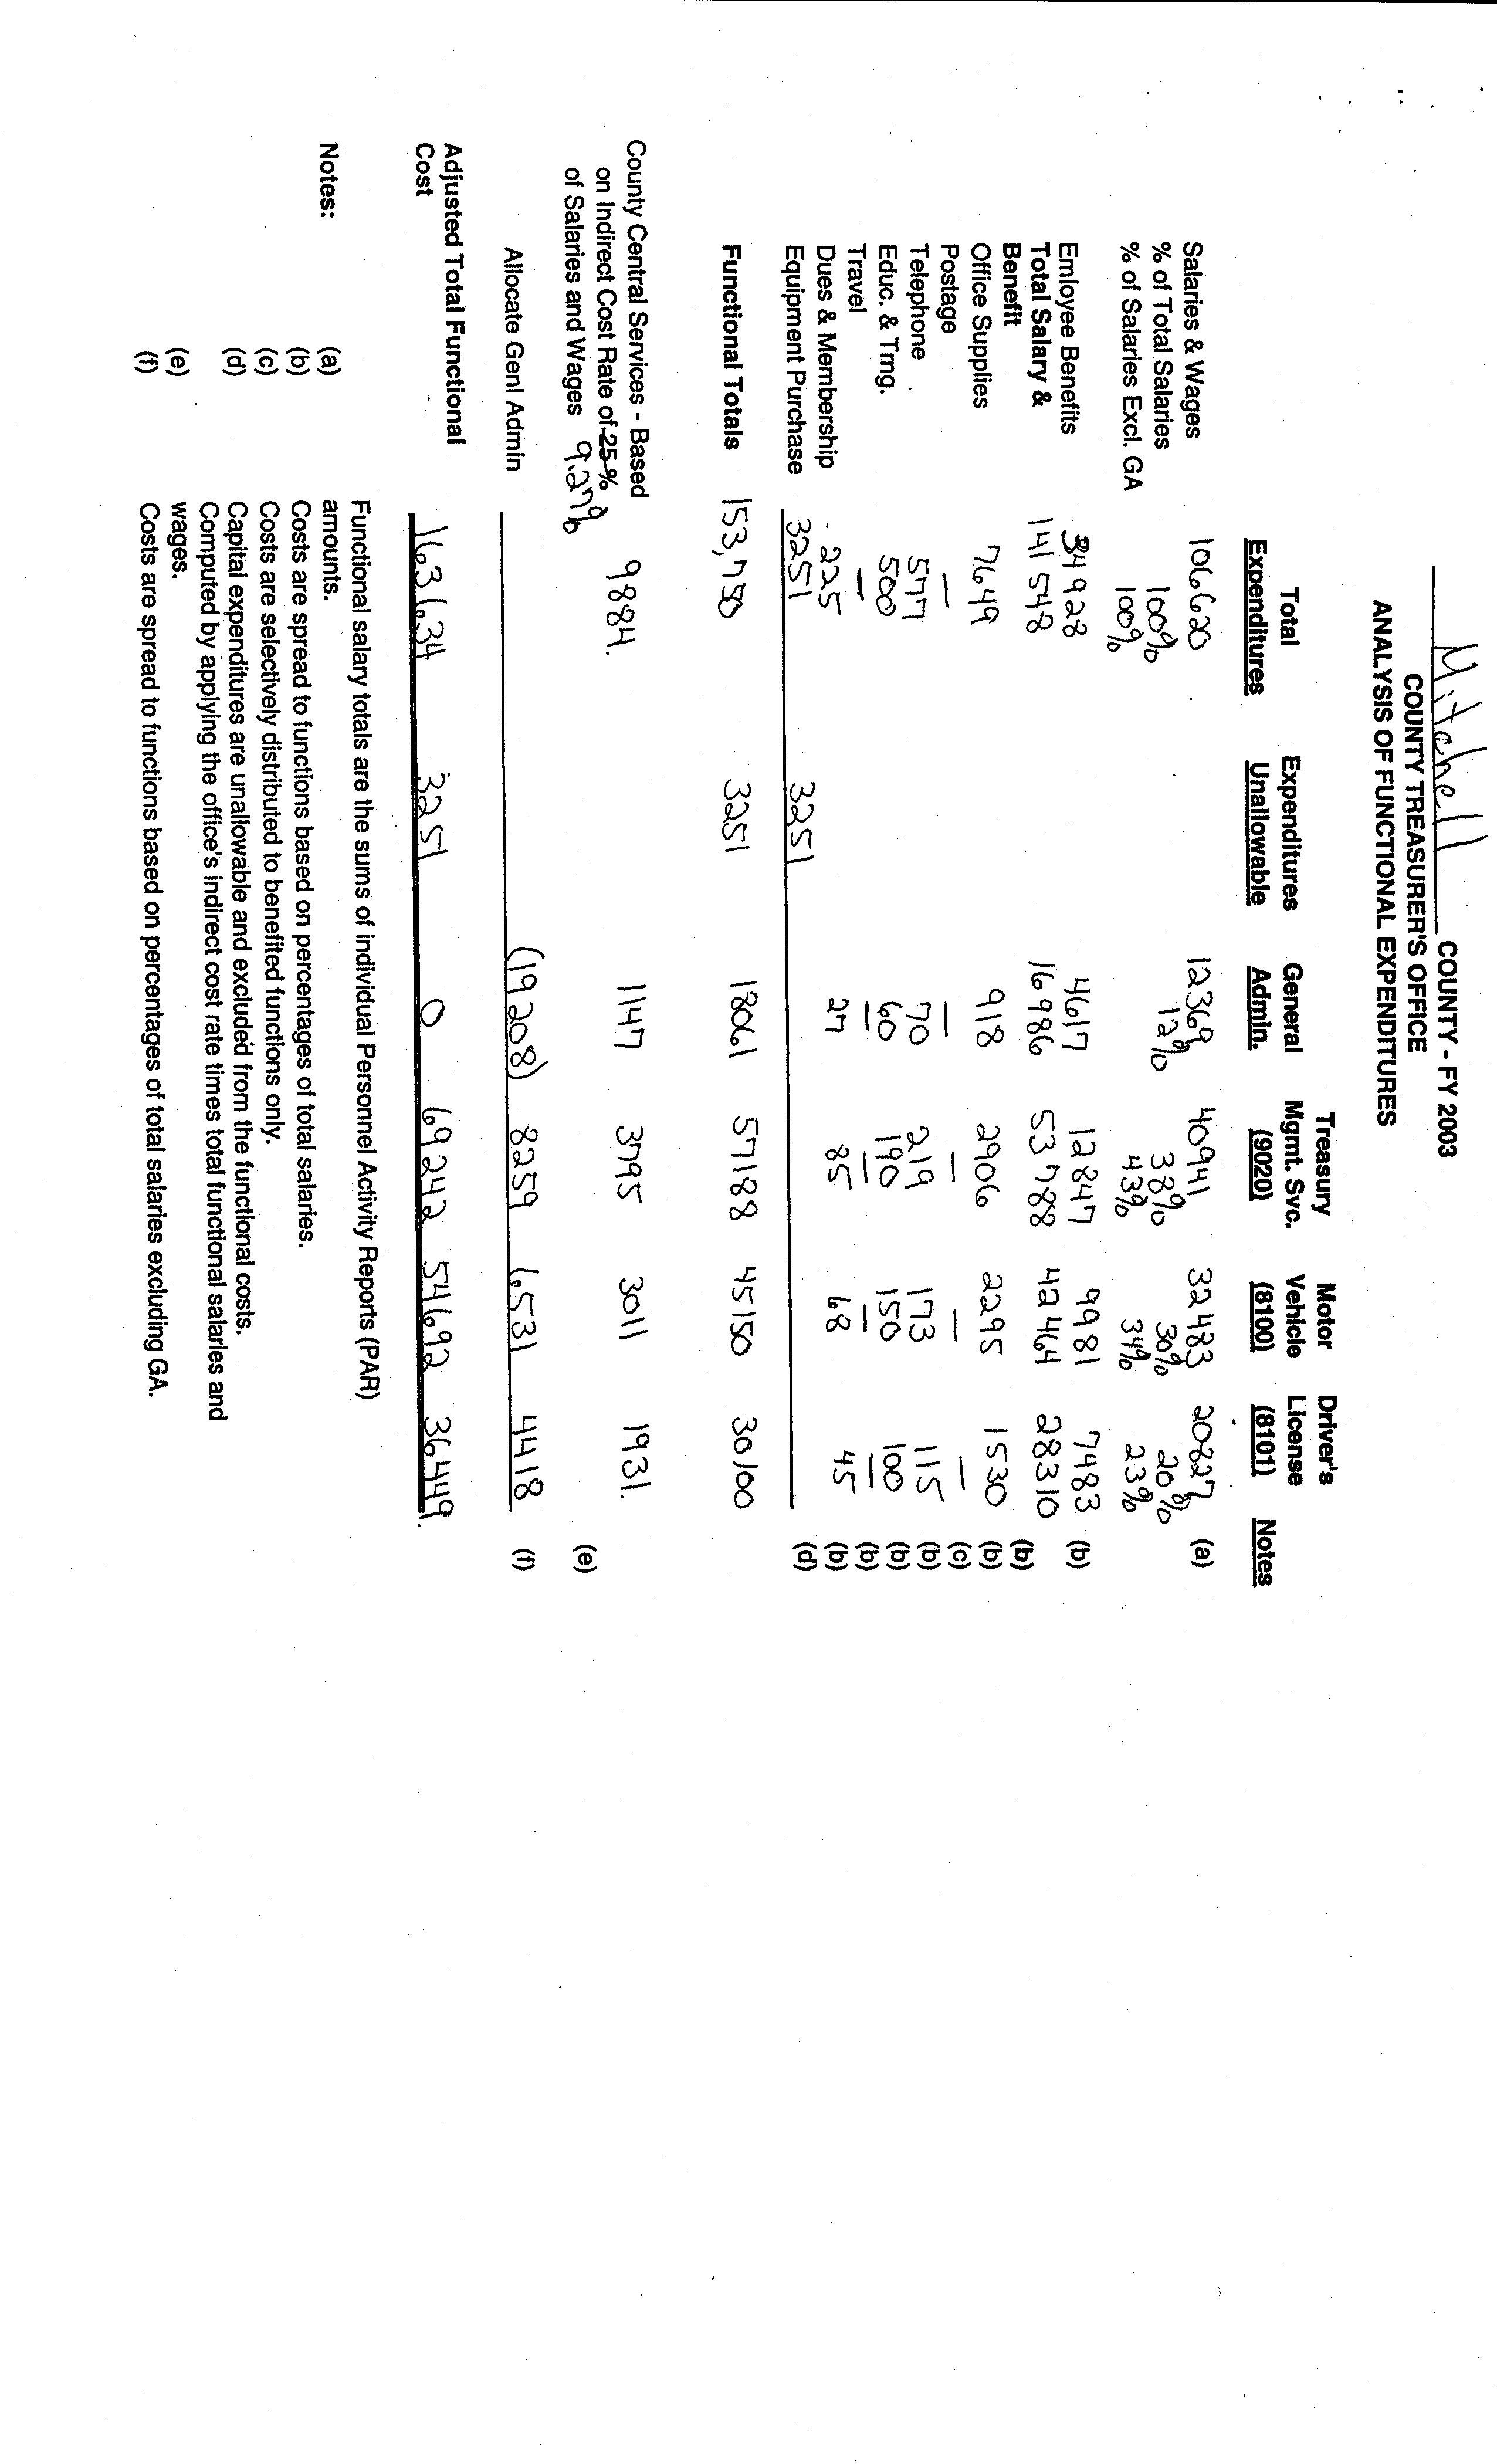 Mitchell COUNTY - FY 2003
COUNTY TREASURER'S OFFICE
ANALYSIS OF FUNCTIONAL EXPENDITURES
Total Expenditures General Treasury Motor Driver's
Expenditures Unallowable Admin. Mgmt. Svc. (9020) Vehicle (8100) License (8101) Notes
Salaries & Wages 106620 12369 40941 32483 20827 (a)
% of Total Salaries 100% 12% 38% 30% 20%
% of Salaries Excl. GA 100% 43% 34% 23%
Emloyee Benefits 34928 4617 12847 9981 7483 (b)
Total Salary & 141548 16986 53788 42464 28310
Benefit (b)
Office Supplies 7649 918 2906 2295 1530 (b)
Postage — — — — — (c)
Telephone 577 70 219 173 115 (b)
Educ. & Trng. 500 60 190 150 100 (b)
Travel — — — — — (b)
Dues & Membership 225 27 85 68 45 (b)
Equipment Purchase 3251 3251 (d)
Functional Totals 153,750 3251 18061 57188 45150 30100
County Central Services - Based 9884. 1147 3795 3011 1931.
on Indirect Cost Rate of 25%
of Salaries and Wages 9.27% (e)
Allocate Genl Admin (19208) 8259 6531 4418 (f)
Adjusted Total Functional
Cost 163634 3251 0 69242 54692 36449.
Notes: (a) Functional salary totals are the sums of individual Personnel Activity Reports (PAR)
amounts.
(b) Costs are spread to functions based on percentages of total salaries.
(c) Costs are selectively distributed to benefited functions only.
(d) Capital expenditures are unallowable and excluded from the functional costs.
(e) Computed by applying the office's indirect cost rate times total functional salaries and
wages.
(f) Costs are spread to functions based on percentages of total salaries excluding GA.